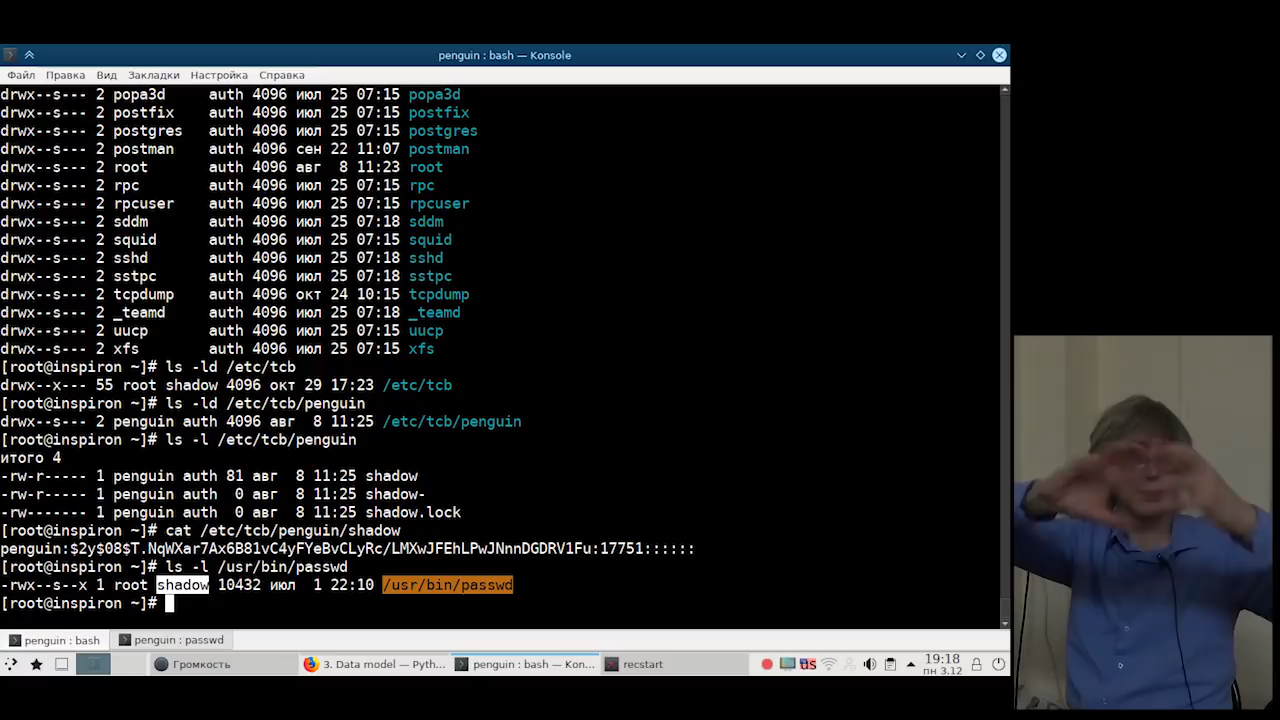 penguin : bash — Konsole
Файл Правка Вид Закладки Настройка Справка
drwx--s--- 2 popa3d auth 4096 июл 25 07:15 popa3d
drwx--s--- 2 postfix auth 4096 июл 25 07:15 postfix
drwx--s--- 2 postgres auth 4096 июл 25 07:15 postgres
drwx--s--- 2 postman auth 4096 сен 22 11:07 postman
drwx--s--- 2 root auth 4096 авг 8 11:23 root
drwx--s--- 2 rpc auth 4096 июл 25 07:15 rpc
drwx--s--- 2 rpcuser auth 4096 июл 25 07:15 rpcuser
drwx--s--- 2 sddm auth 4096 июл 25 07:18 sddm
drwx--s--- 2 squid auth 4096 июл 25 07:15 squid
drwx--s--- 2 sshd auth 4096 июл 25 07:18 sshd
drwx--s--- 2 sstpc auth 4096 июл 25 07:18 sstpc
drwx--s--- 2 tcpdump auth 4096 окт 24 10:15 tcpdump
drwx--s--- 2 _teamd auth 4096 июл 25 07:18 _teamd
drwx--s--- 2 uucp auth 4096 июл 25 07:15 uucp
drwx--s--- 2 xfs auth 4096 июл 25 07:15 xfs
[root@inspiron ~]# ls -ld /etc/tcb
drwx--x--- 55 root shadow 4096 окт 29 17:23 /etc/tcb
[root@inspiron ~]# ls -ld /etc/tcb/penguin
drwx--s--- 2 penguin auth 4096 авг 8 11:25 /etc/tcb/penguin
[root@inspiron ~]# ls -l /etc/tcb/penguin
итого 4
-rw-r----- 1 penguin auth 81 авг 8 11:25 shadow
-rw-r----- 1 penguin auth 0 авг 8 11:25 shadow-
-rw------- 1 penguin auth 0 авг 8 11:25 shadow.lock
[root@inspiron ~]# cat /etc/tcb/penguin/shadow
penguin:$2y$08$T.NqWXar7Ax6B81vC4yFYeBvCLyRc/LMXwJFEhLPwJNnnDGDRV1Fu:17751::::::
[root@inspiron ~]# ls -l /usr/bin/passwd
-rwx--s--x 1 root shadow 10432 июл 1 22:10 /usr/bin/passwd
[root@inspiron ~]#
penguin : bash penguin : passwd
Громкость 3. Data model — Pyth... penguin : bash — Kon... recstart US 19:18
пн 3.12